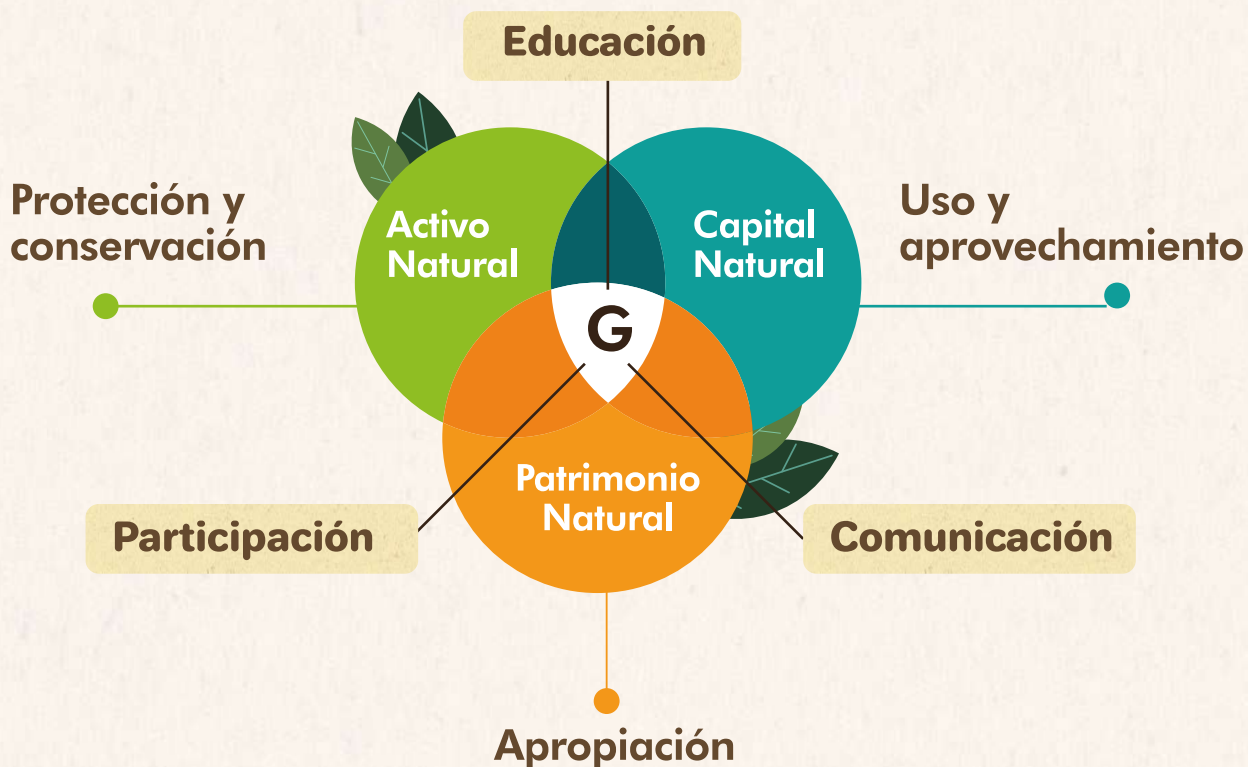 Educación
Protección y
conservación
Activo
Natural
Capital
Natural
Uso y
aprovechamiento
G
Patrimonio
Natural
Participación
Comunicación
Apropiación